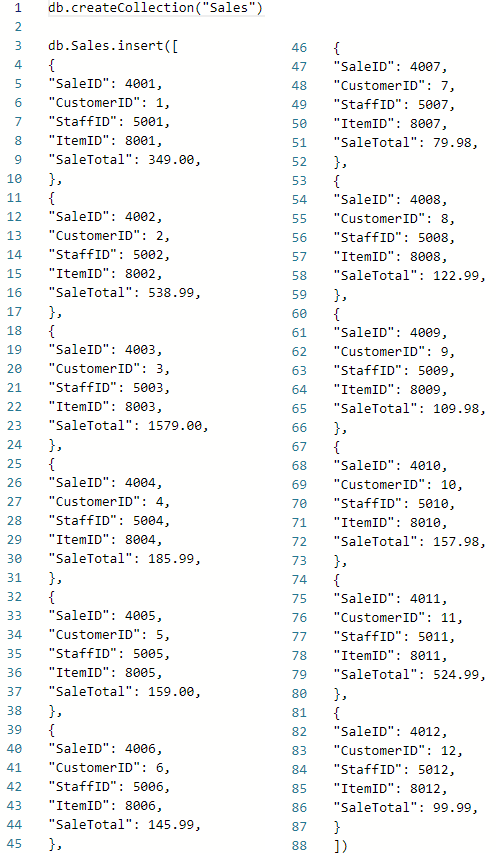 1 db.createCollection("Sales")
2
3 db.Sales.insert([
4 {
5 "SaleID": 4001,
6 "CustomerID": 1,
7 "StaffID": 5001,
8 "ItemID": 8001,
9 "SaleTotal": 349.00,
10 },
11 {
12 "SaleID": 4002,
13 "CustomerID": 2,
14 "StaffID": 5002,
15 "ItemID": 8002,
16 "SaleTotal": 538.99,
17 },
18 {
19 "SaleID": 4003,
20 "CustomerID": 3,
21 "StaffID": 5003,
22 "ItemID": 8003,
23 "SaleTotal": 1579.00,
24 },
25 {
26 "SaleID": 4004,
27 "CustomerID": 4,
28 "StaffID": 5004,
29 "ItemID": 8004,
30 "SaleTotal": 185.99,
31 },
32 {
33 "SaleID": 4005,
34 "CustomerID": 5,
35 "StaffID": 5005,
36 "ItemID": 8005,
37 "SaleTotal": 159.00,
38 },
39 {
40 "SaleID": 4006,
41 "CustomerID": 6,
42 "StaffID": 5006,
43 "ItemID": 8006,
44 "SaleTotal": 145.99,
45 },
46 {
47 "SaleID": 4007,
48 "CustomerID": 7,
49 "StaffID": 5007,
50 "ItemID": 8007,
51 "SaleTotal": 79.98,
52 },
53 {
54 "SaleID": 4008,
55 "CustomerID": 8,
56 "StaffID": 5008,
57 "ItemID": 8008,
58 "SaleTotal": 122.99,
59 },
60 {
61 "SaleID": 4009,
62 "CustomerID": 9,
63 "StaffID": 5009,
64 "ItemID": 8009,
65 "SaleTotal": 109.98,
66 },
67 {
68 "SaleID": 4010,
69 "CustomerID": 10,
70 "StaffID": 5010,
71 "ItemID": 8010,
72 "SaleTotal": 157.98,
73 },
74 {
75 "SaleID": 4011,
76 "CustomerID": 11,
77 "StaffID": 5011,
78 "ItemID": 8011,
79 "SaleTotal": 524.99,
80 },
81 {
82 "SaleID": 4012,
83 "CustomerID": 12,
84 "StaffID": 5012,
85 "ItemID": 8012,
86 "SaleTotal": 99.99,
87 }
88 ])